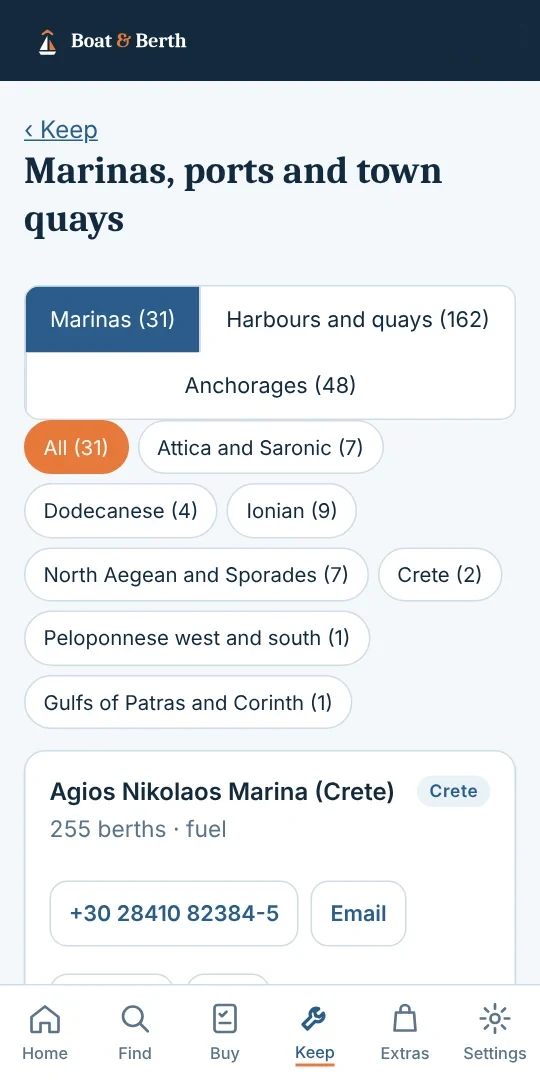 Boat & Berth
‹ Keep
Marinas, ports and town
quays
Marinas (31)
Harbours and quays (162)
Anchorages (48)
All (31)
Attica and Saronic (7)
Dodecanese (4)
Ionian (9)
North Aegean and Sporades (7)
Crete (2)
Peloponnese west and south (1)
Gulfs of Patras and Corinth (1)
Agios Nikolaos Marina (Crete)
Crete
255 berths · fuel
+30 28410 82384-5
Email
Home
Find
Buy
Keep
Extras
Settings